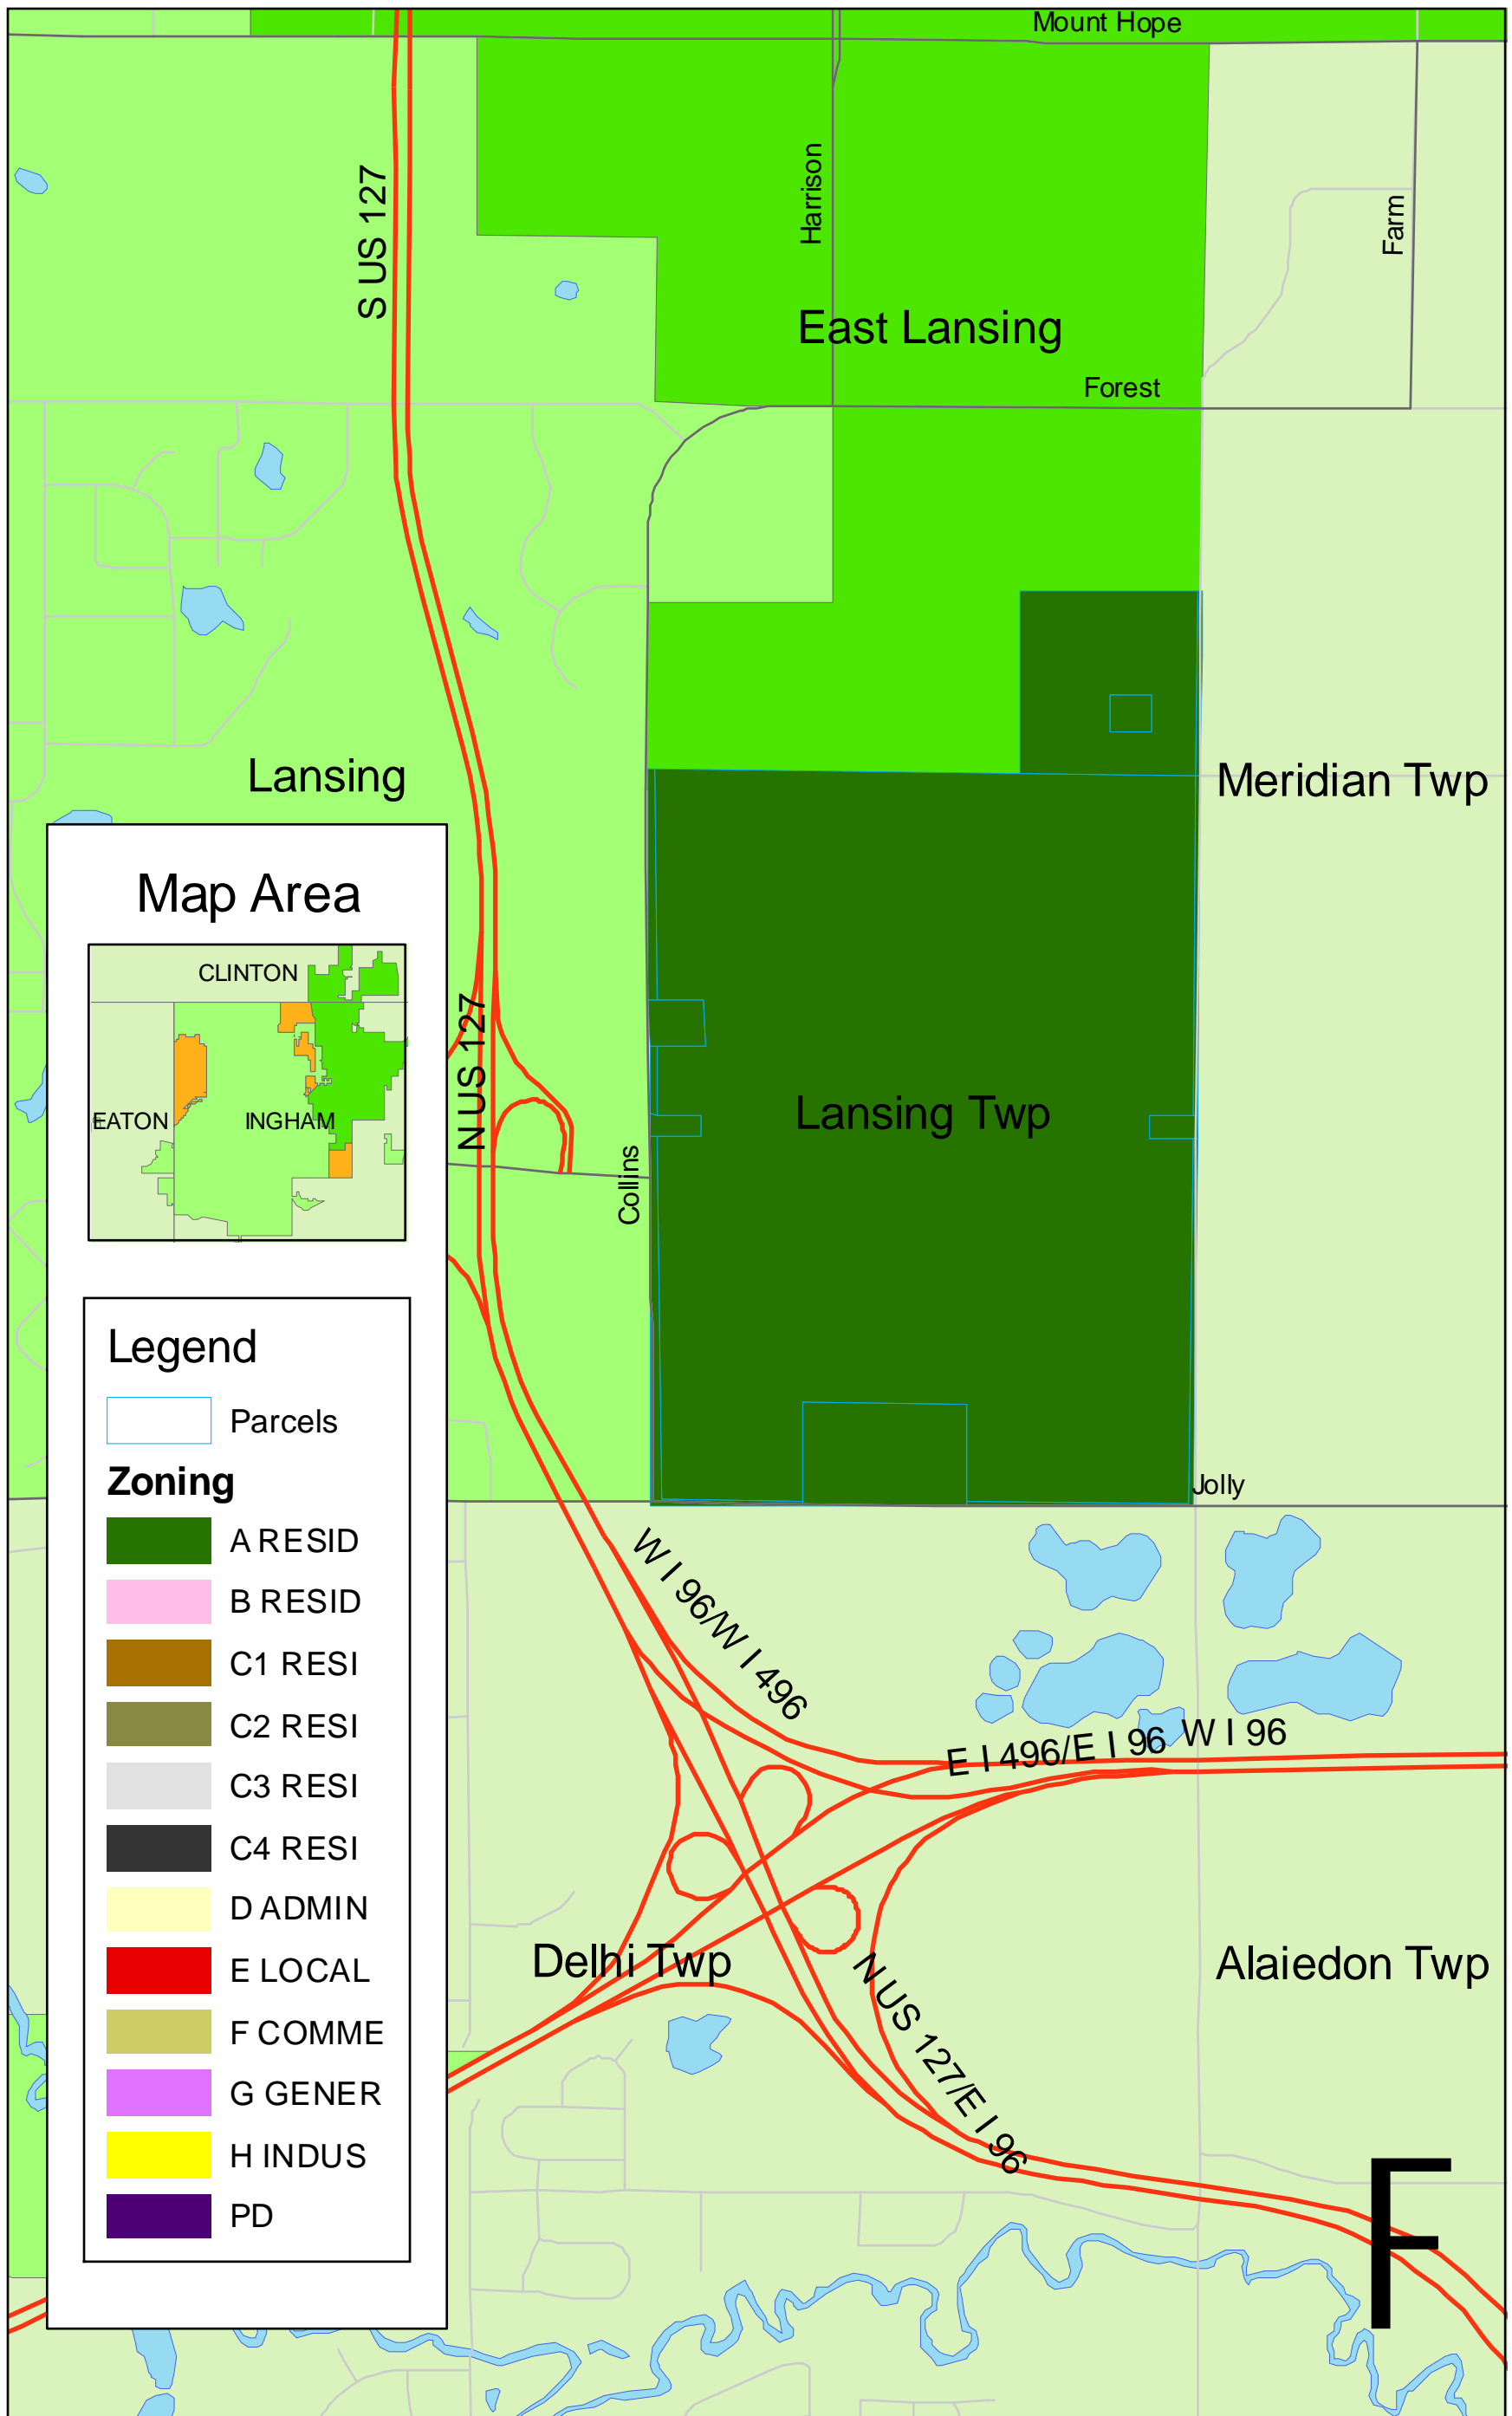 Mount Hope
S US 127
Harrison
Farm
East Lansing
Forest
Lansing
Meridian Twp
Map Area
CLINTON
EATON
INGHAM
N US 127
Lansing Twp
Collins
Legend
Parcels
Zoning
A RESID
B RESID
C1 RESI
C2 RESI
C3 RESI
C4 RESI
D ADMIN
E LOCAL
F COMME
G GENER
H INDUS
PD
Jolly
W I 96/W I 496
E I 496/E I 96
W I 96
Delhi Twp
Alaiedon Twp
N US 127/E I 96
F